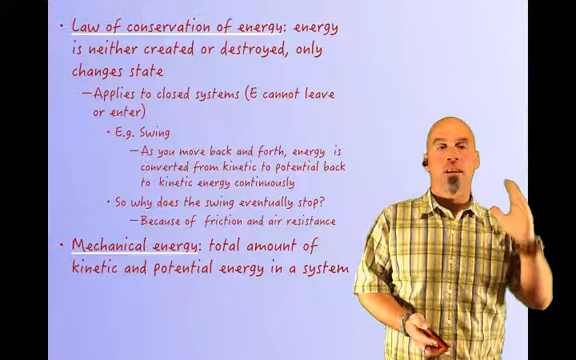 • Law of conservation of energy: energy
is neither created or destroyed, only
changes state
–Applies to closed systems (E cannot leave
or enter)
• E.g. Swing
–As you move back and forth, energy is
converted from kinetic to potential back
to kinetic energy continuously
• So why does the swing eventually stop?
–Because of friction and air resistance
• Mechanical energy: total amount of
kinetic and potential energy in a system